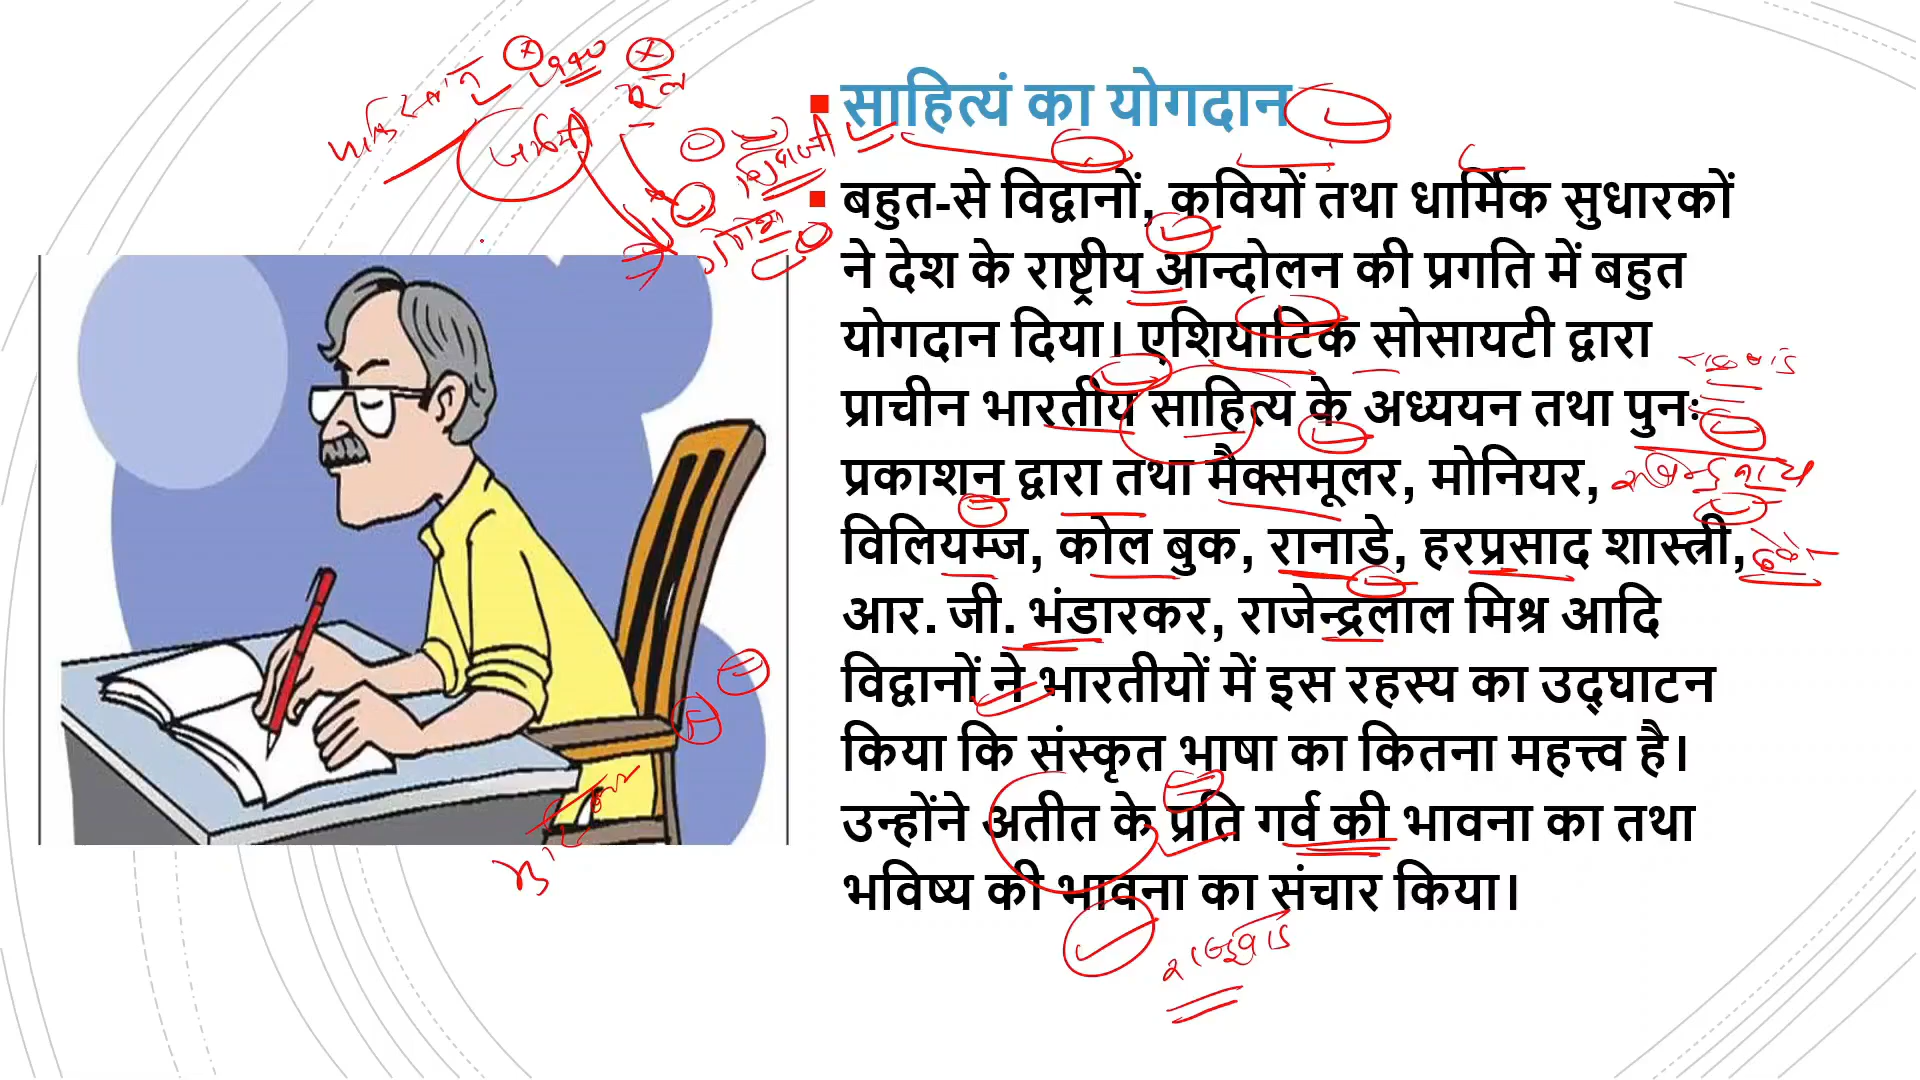 साहित्यं का योगदान
बहुत-से विद्वानों, कवियों तथा धार्मिक सुधारकों
ने देश के राष्ट्रीय आन्दोलन की प्रगति में बहुत
योगदान दिया। एशियाटिक सोसायटी द्वारा
प्राचीन भारतीय साहित्य के अध्ययन तथा पुनः
प्रकाशन द्वारा तथा मैक्समूलर, मोनियर,
विलियम्ज, कोल बुक, रानाडे, हरप्रसाद शास्त्री,
आर. जी. भंडारकर, राजेन्द्रलाल मिश्र आदि
विद्वानों ने भारतीयों में इस रहस्य का उद्घाटन
किया कि संस्कृत भाषा का कितना महत्त्व है।
उन्होंने अतीत के प्रति गर्व की भावना का तथा
भविष्य की भावना का संचार किया।